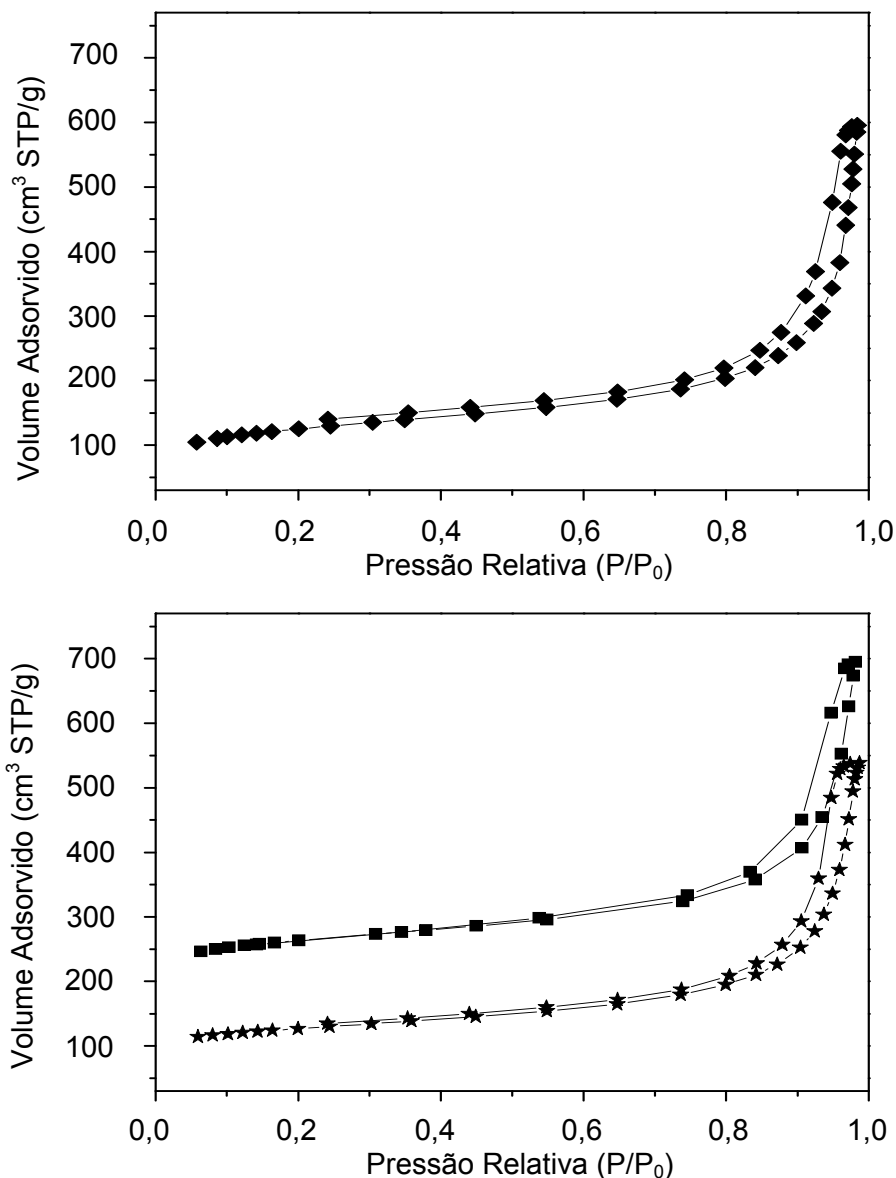 Volume Adsorvido (cm³ STP/g)
700
600
500
400
300
200
100
0,0 0,2 0,4 0,6 0,8 1,0
Pressão Relativa (P/P₀)
Volume Adsorvido (cm³ STP/g)
700
600
500
400
300
200
100
0,0 0,2 0,4 0,6 0,8 1,0
Pressão Relativa (P/P₀)